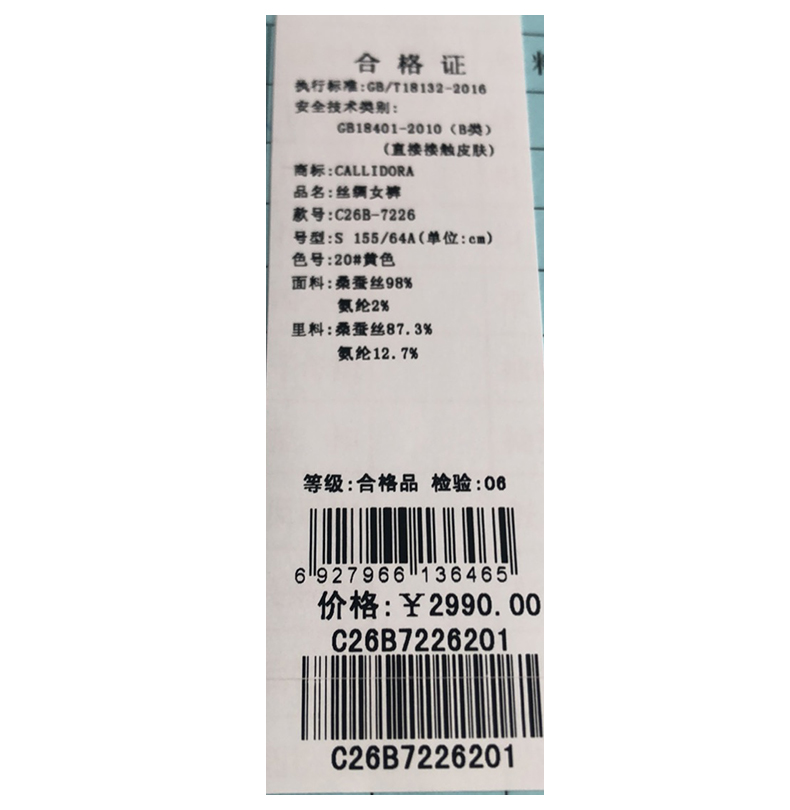 合格证
执行标准:GB/T18132-2016
安全技术类别:
GB18401-2010（B类）
(直接接触皮肤)
商标:CALLIDORA
品名:丝绸女裤
款号:C26B-7226
号型:S 155/64A(单位:cm)
色号:20#黄色
面料:桑蚕丝98%
氨纶2%
里料:桑蚕丝87.3%
氨纶12.7%
等级:合格品 检验:06
6 927966 136465
价格:￥2990.00
C26B7226201
C26B7226201